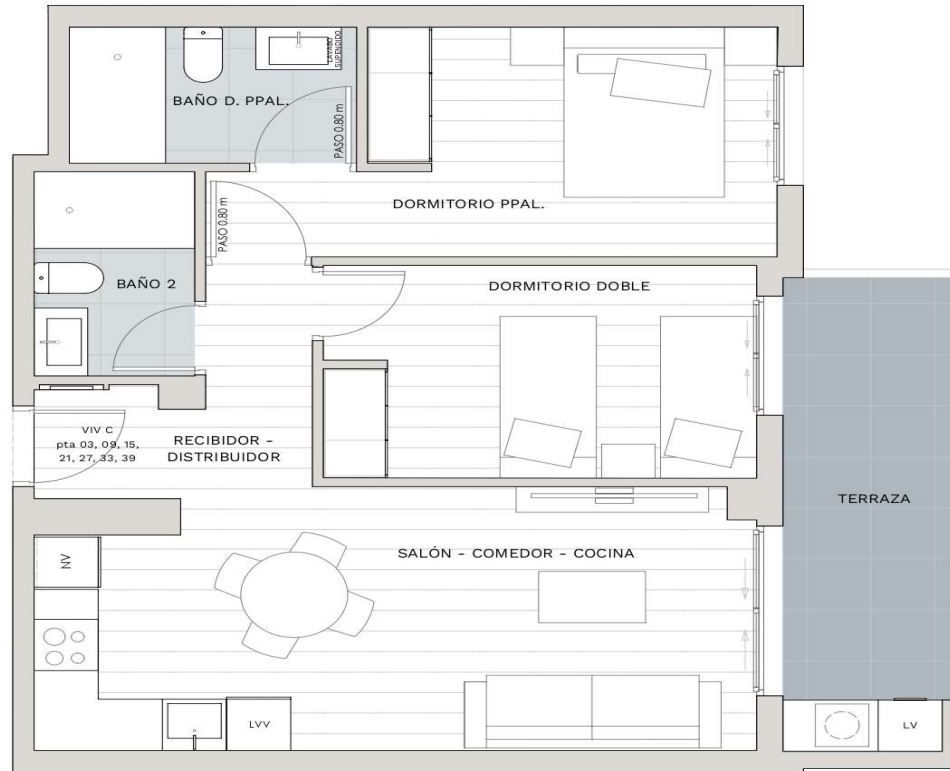 LAVABO
SUSPENDIDO
BAÑO D. PPAL.
PASO 0.80 m
DORMITORIO PPAL.
PASO 0.80 m
BAÑO 2
DORMITORIO DOBLE
VIV C
pta 03, 09, 15,
21, 27, 33, 39
RECIBIDOR -
DISTRIBUIDOR
TERRAZA
NV
SALÓN - COMEDOR - COCINA
LVV
LV